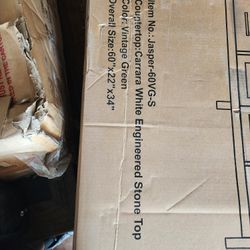 Item No.: Jasper-60VG-S
Countertop:Carrara White Engineered Stone Top
Color: Vintage Green
Overall Size:60"x22"x34"